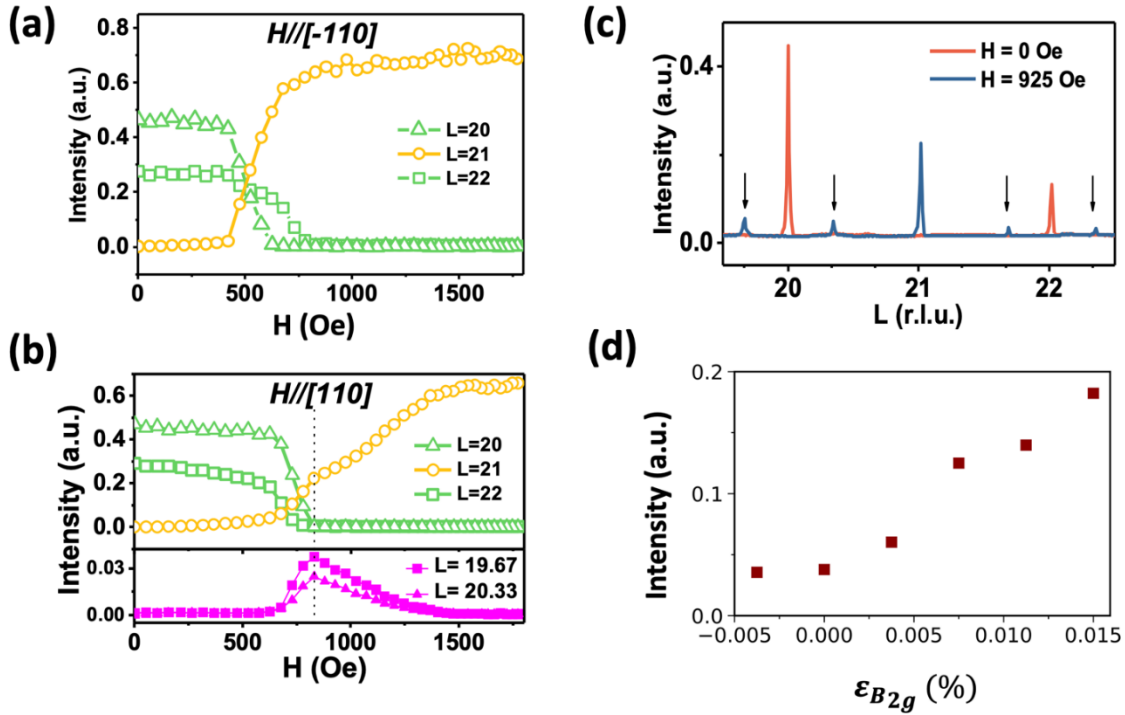 (a)
H//[-110]
0.8
0.6
0.4
0.2
0.0
Intensity (a.u.)
L=20
L=21
L=22
0 500 1000 1500
H (Oe)
(b)
H//[110]
0.6
0.4
0.2
0.0
0.03
0.00
Intensity (a.u.)
L=20
L=21
L=22
L= 19.67
L= 20.33
0 500 1000 1500
H (Oe)
(c)
0.4
0.0
Intensity (a.u.)
H = 0 Oe
H = 925 Oe
20 21 22
L (r.l.u.)
(d)
0.2
0.1
0.0
Intensity (a.u.)
−0.005 0.000 0.005 0.010 0.015
ε_{B_{2g}} (%)